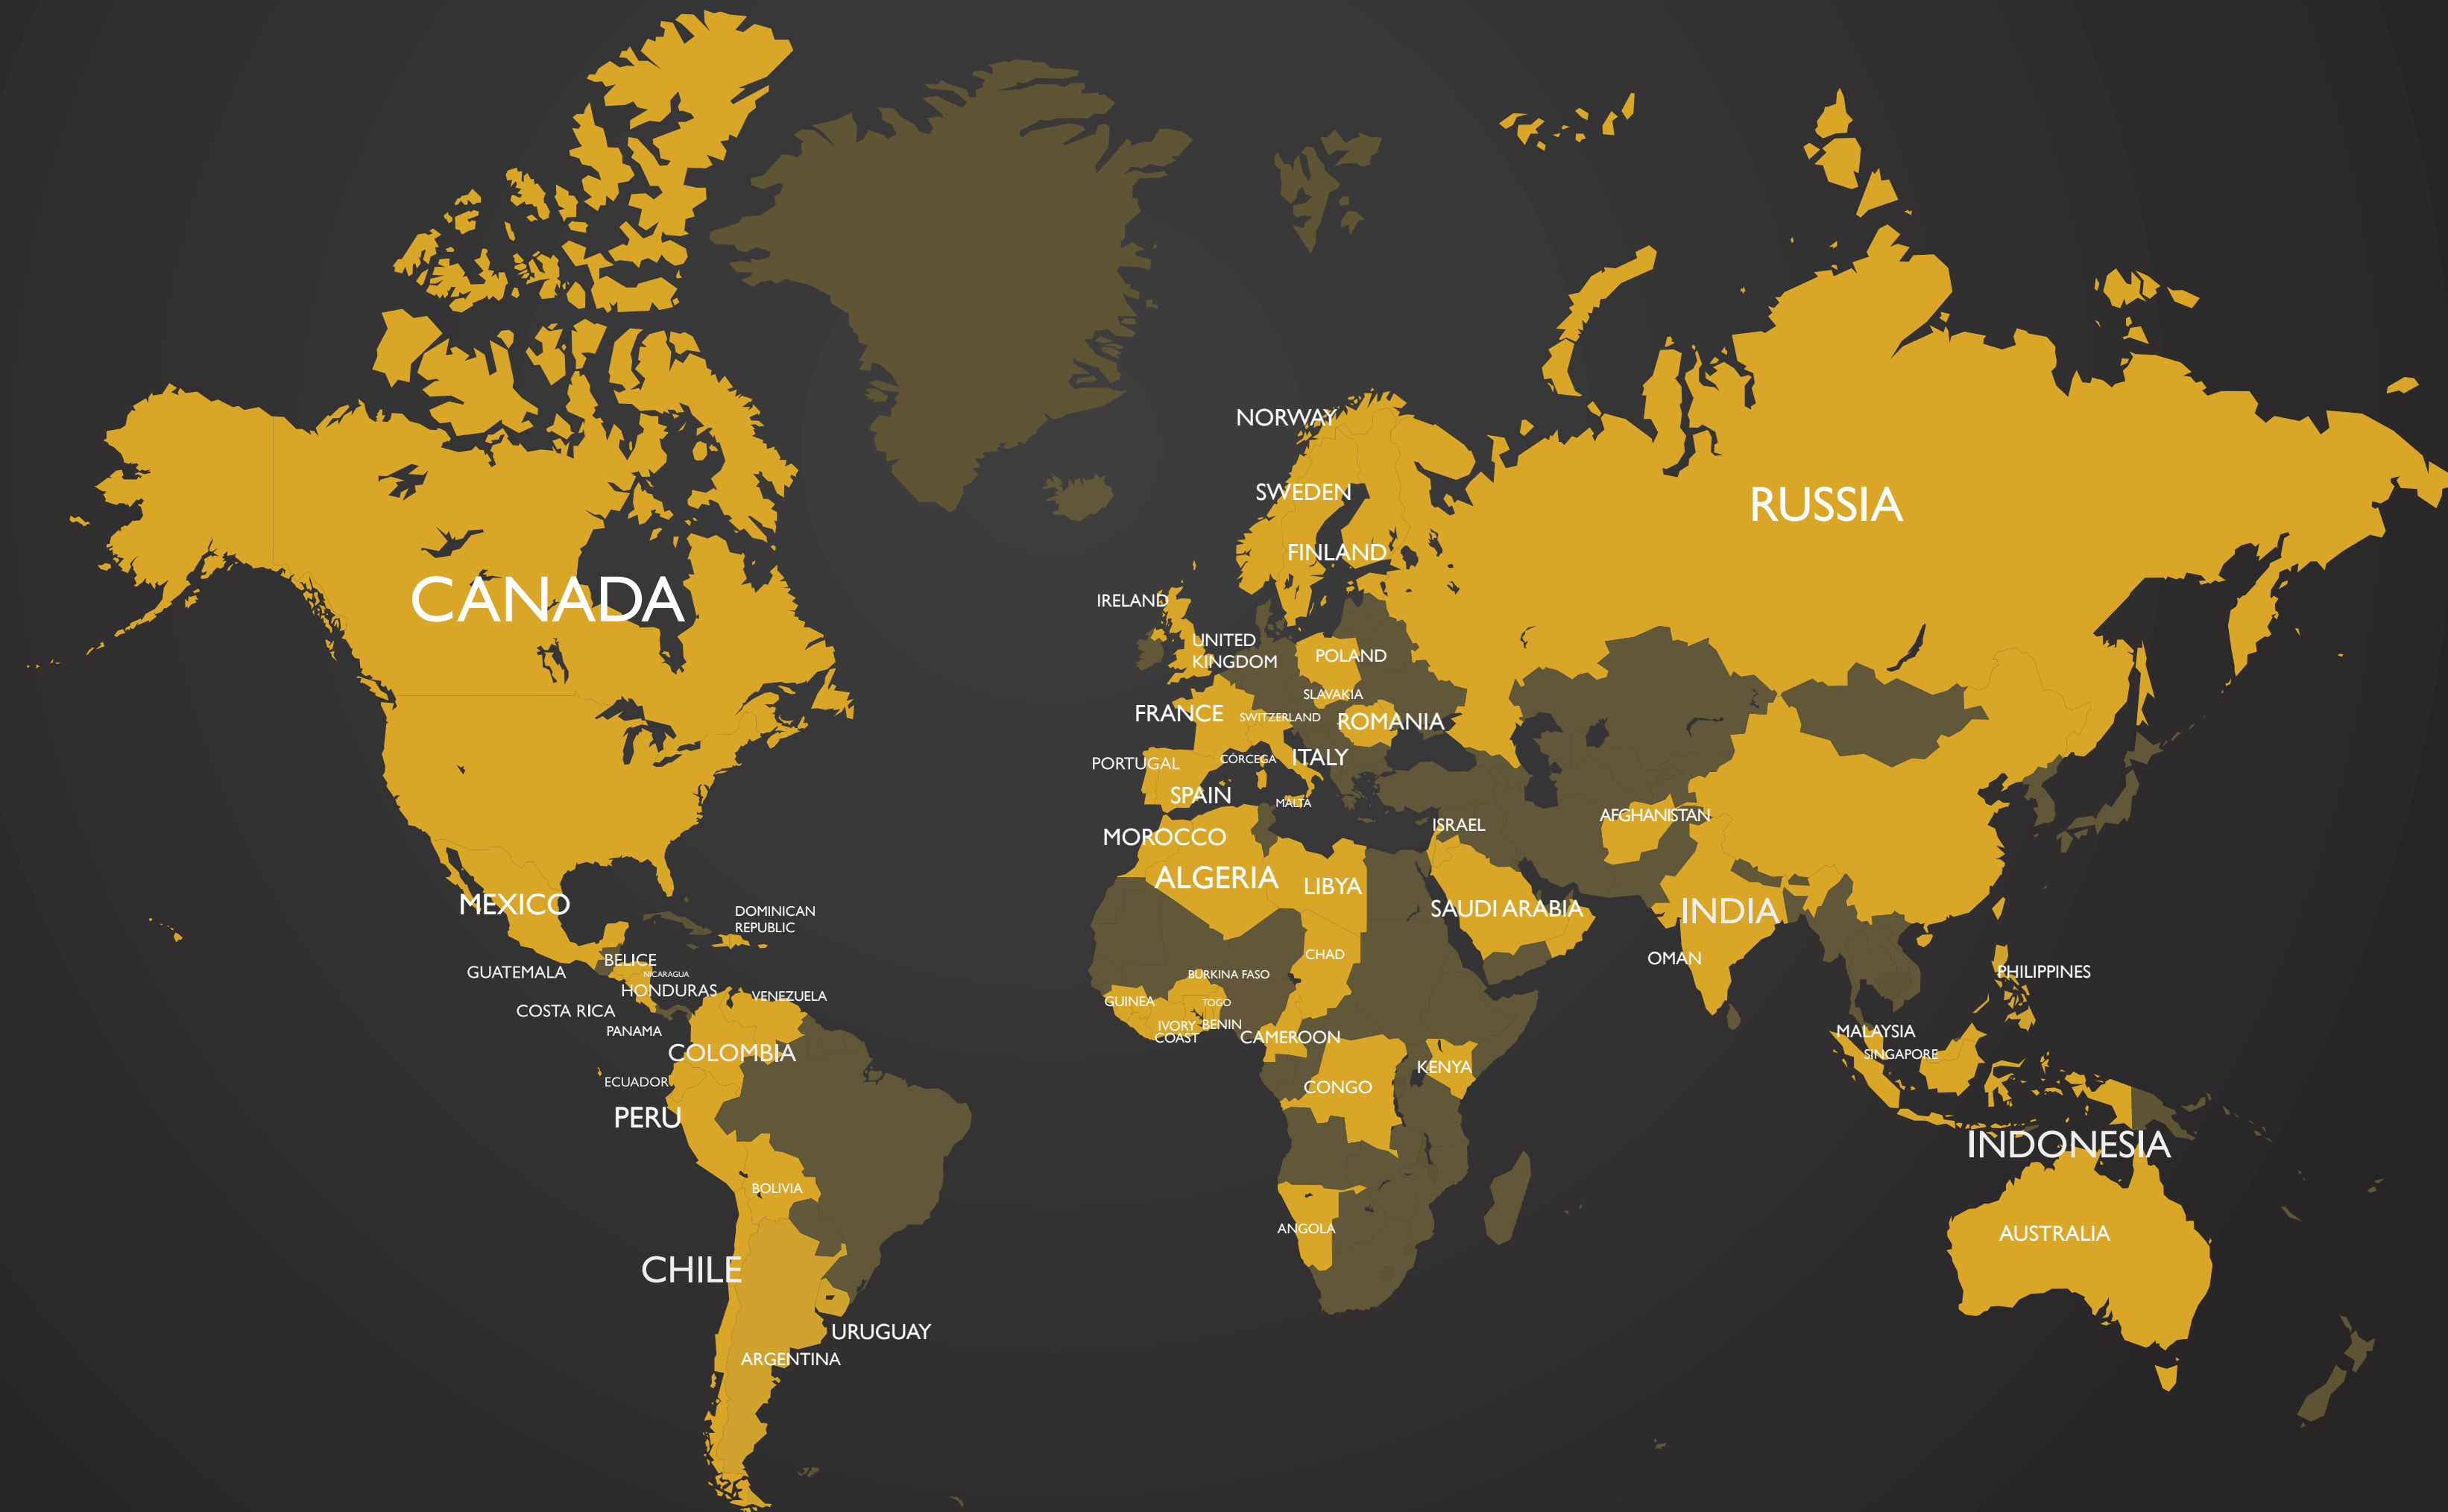 CANADA
MEXICO
DOMINICAN
REPUBLIC
BELICE
GUATEMALA
NICARAGUA
HONDURAS
VENEZUELA
COSTA RICA
PANAMA
COLOMBIA
ECUADOR
PERU
BOLIVIA
CHILE
URUGUAY
ARGENTINA
NORWAY
SWEDEN
FINLAND
IRELAND
UNITED
KINGDOM
POLAND
SLAVAKIA
FRANCE
SWITZERLAND
ROMANIA
PORTUGAL
CÓRCEGA
ITALY
SPAIN
MALTA
MOROCCO
ISRAEL
ALGERIA
LIBYA
SAUDI ARABIA
CHAD
BURKINA FASO
GUINEA
TOGO
IVORY
COAST
BENIN
CAMEROON
KENYA
CONGO
ANGOLA
RUSSIA
AFGHANISTAN
INDIA
OMAN
PHILIPPINES
MALAYSIA
SINGAPORE
INDONESIA
AUSTRALIA